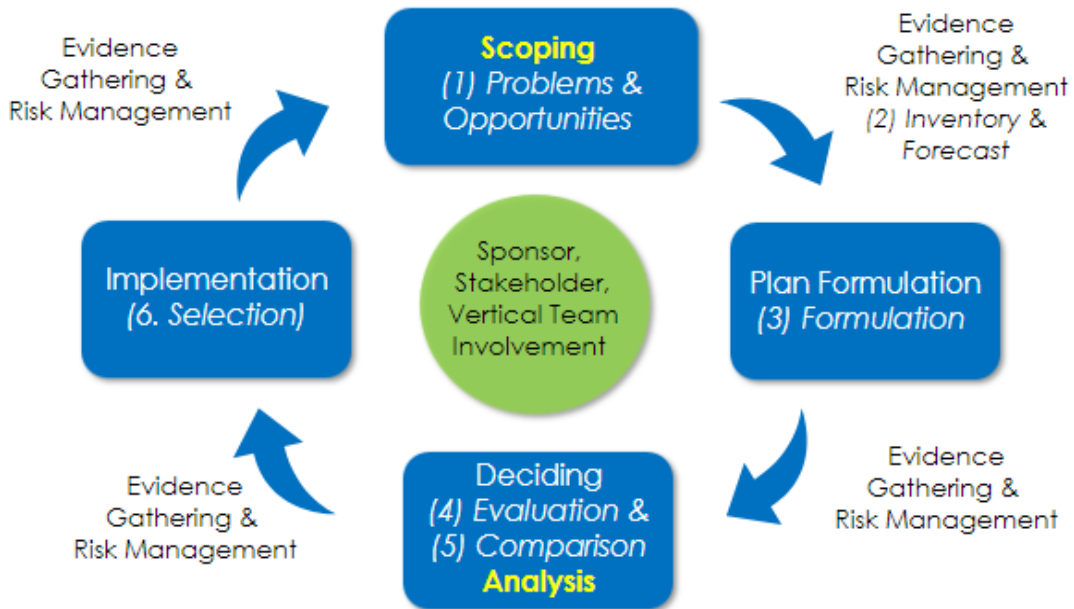 Scoping
(1) Problems &
Opportunities
Evidence
Gathering &
Risk Management
(2) Inventory &
Forecast
Plan Formulation
(3) Formulation
Evidence
Gathering &
Risk Management
Deciding
(4) Evaluation &
(5) Comparison
Analysis
Evidence
Gathering &
Risk Management
Implementation
(6. Selection)
Evidence
Gathering &
Risk Management
Sponsor,
Stakeholder,
Vertical Team
Involvement